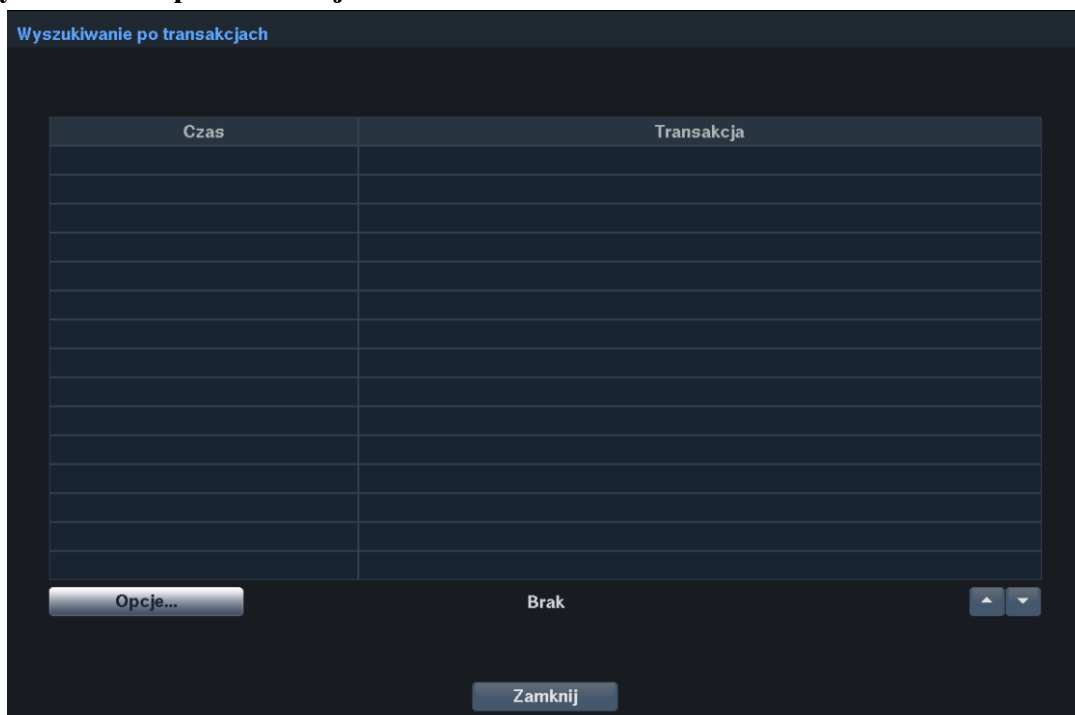 Wyszukiwanie po transakcjach
Czas Transakcja
Opcje... Brak
Zamknij